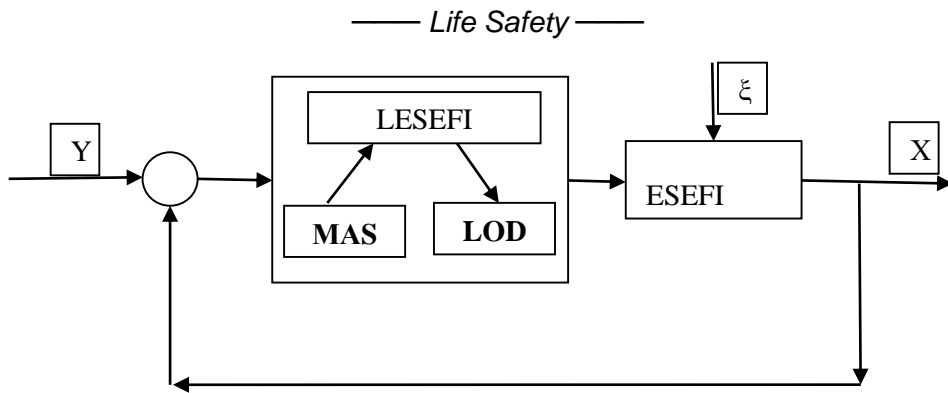 Life Safety
ξ
LESEFI
Y
X
ESEFI
MAS
LOD